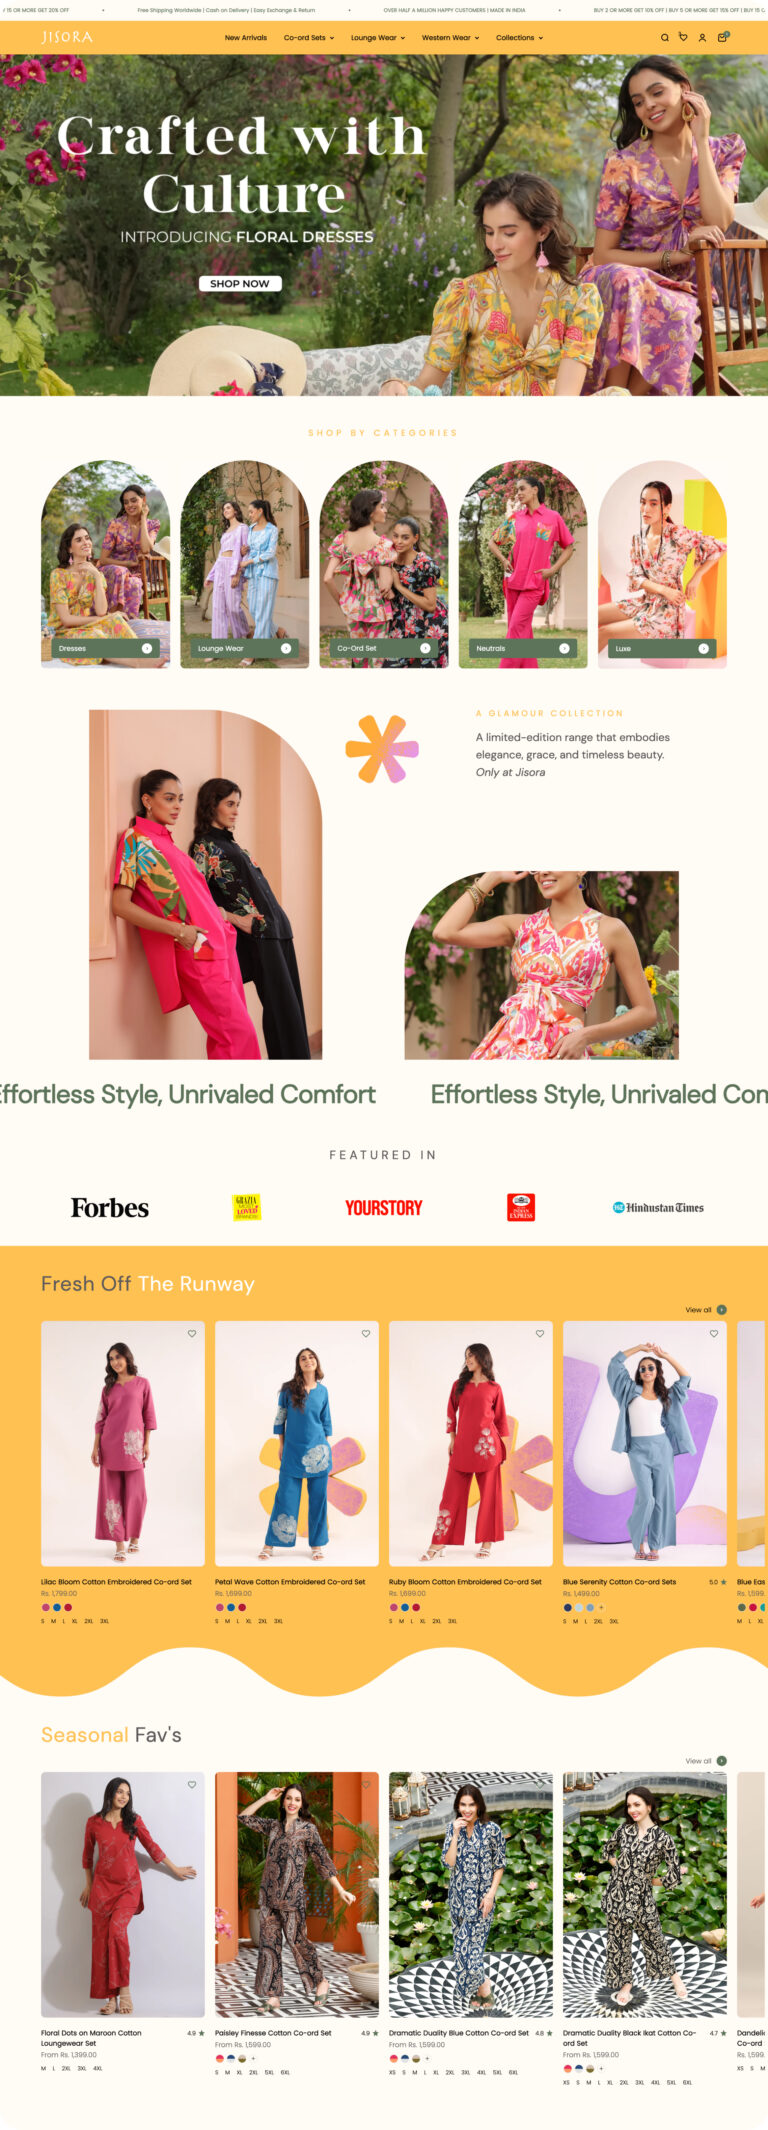 Y 15 OR MORE GET 20% OFF
Free Shipping Worldwide | Cash on Delivery | Easy Exchange & Return
OVER HALF A MILLION HAPPY CUSTOMERS | MADE IN INDIA
BUY 2 OR MORE GET 10% OFF | BUY 5 OR MORE GET 15% OFF | BUY 15 O
JISORA
New Arrivals
Co-ord Sets
Lounge Wear
Western Wear
Collections
Crafted with
Culture
INTRODUCING FLORAL DRESSES
SHOP NOW
SHOP BY CATEGORIES
Dresses
Lounge Wear
Co-Ord Set
Neutrals
Luxe
A GLAMOUR COLLECTION
A limited-edition range that embodies
elegance, grace, and timeless beauty.
Only at Jisora
ffortless Style, Unrivaled Comfort
Effortless Style, Unrivaled Con
FEATURED IN
Forbes
GRAZIA MOST LOVED BRANDS
YOURSTORY
INDIAN EXPRESS
HT Hindustan Times
Fresh Off The Runway
View all
Lilac Bloom Cotton Embroidered Co-ord Set
Rs. 1,799.00
S M L XL 2XL 3XL
Petal Wave Cotton Embroidered Co-ord Set
Rs. 1,699.00
S M L XL 2XL 3XL
Ruby Bloom Cotton Embroidered Co-ord Set
Rs. 1,699.00
S M L XL 2XL 3XL
Blue Serenity Cotton Co-ord Sets 5.0 ★
Rs. 1,499.00
+
S M L XL 2XL 3XL
Blue Eas
Rs. 1,599.
M L XL
Seasonal Fav's
View all
Floral Dots on Maroon Cotton 4.9 ★
Loungewear Set
From Rs. 1,399.00
M L 2XL 3XL 4XL
Paisley Finesse Cotton Co-ord Set 4.9 ★
From Rs. 1,599.00
+
S M XL 2XL 5XL 6XL
Dramatic Duality Blue Cotton Co-ord Set 4.8 ★
From Rs. 1,599.00
+
XS S M L XL 2XL 3XL 4XL 5XL 6XL
Dramatic Duality Black Ikat Cotton Co- 4.7 ★
ord Set
From Rs. 1,599.00
+
XS S M L XL 2XL 3XL 4XL 5XL 6XL
Dandeli
Co-ord
Rs. 1,599.
XS S M